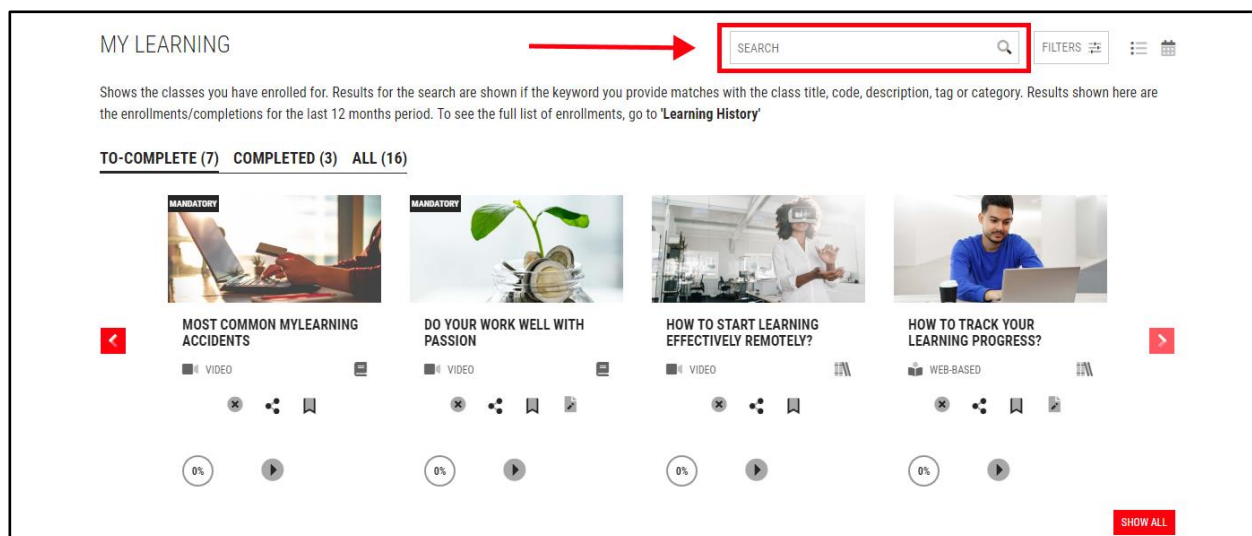 MY LEARNING
SEARCH
FILTERS
Shows the classes you have enrolled for. Results for the search are shown if the keyword you provide matches with the class title, code, description, tag or category. Results shown here are
the enrollments/completions for the last 12 months period. To see the full list of enrollments, go to 'Learning History'
TO-COMPLETE (7) COMPLETED (3) ALL (16)
MANDATORY
MOST COMMON MYLEARNING
ACCIDENTS
VIDEO
0%
MANDATORY
DO YOUR WORK WELL WITH
PASSION
VIDEO
0%
HOW TO START LEARNING
EFFECTIVELY REMOTELY?
VIDEO
0%
HOW TO TRACK YOUR
LEARNING PROGRESS?
WEB-BASED
0%
SHOW ALL